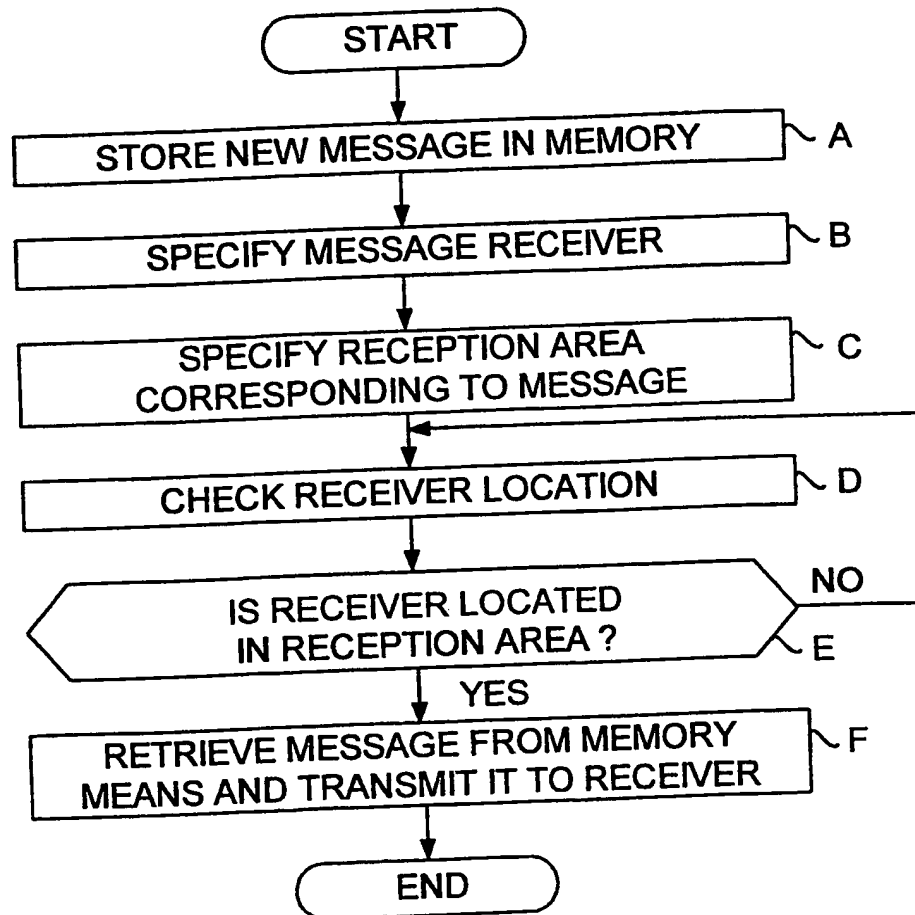 START
STORE NEW MESSAGE IN MEMORY
A
SPECIFY MESSAGE RECEIVER
B
SPECIFY RECEPTION AREA
CORRESPONDING TO MESSAGE
C
CHECK RECEIVER LOCATION
D
IS RECEIVER LOCATED
IN RECEPTION AREA ?
NO
E
YES
RETRIEVE MESSAGE FROM MEMORY
MEANS AND TRANSMIT IT TO RECEIVER
F
END